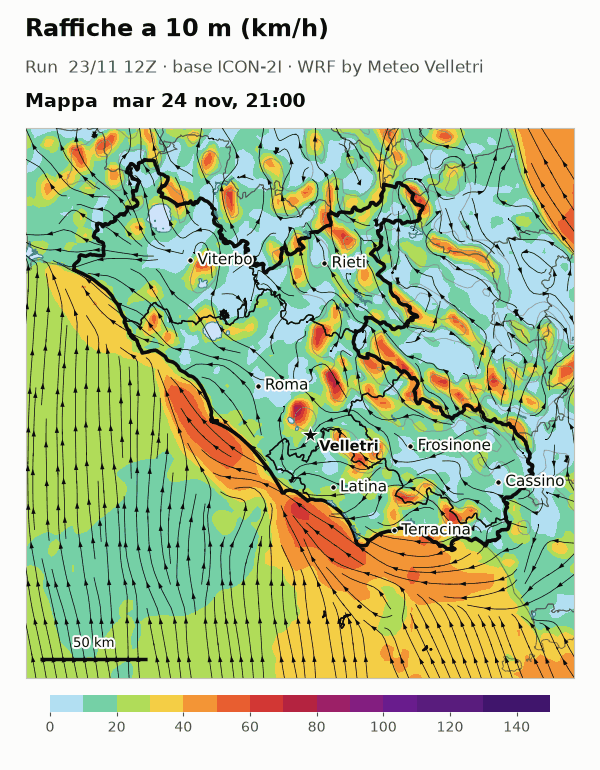 Raffiche a 10 m (km/h)
Run 23/11 12Z · base ICON-2I · WRF by Meteo Velletri
Mappa mar 24 nov, 21:00
Viterbo
Rieti
Roma
Velletri
Frosinone
Latina
Cassino
Terracina
50 km
0 20 40 60 80 100 120 140